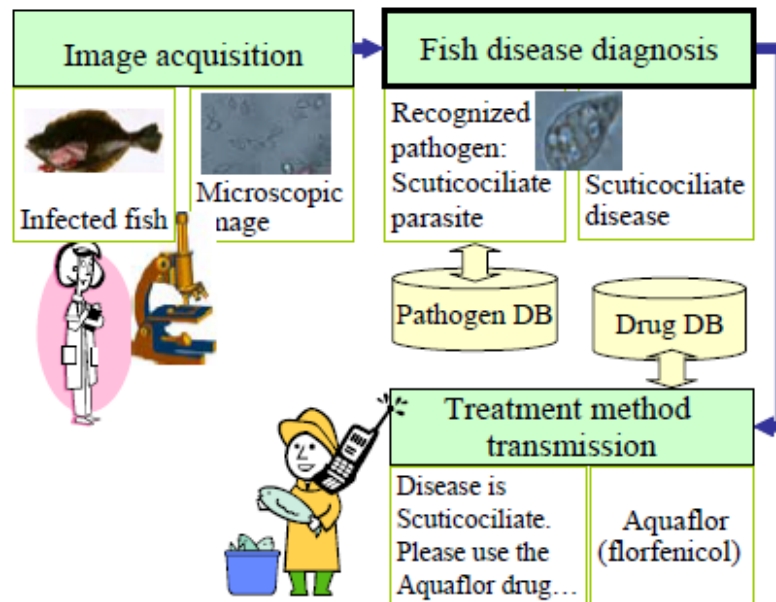 Image acquisition
Infected fish
Microscopic
image
Fish disease diagnosis
Recognized
pathogen:
Scuticociliate
parasite
Scuticociliate
disease
Pathogen DB
Drug DB
Treatment method
transmission
Disease is
Scuticociliate.
Please use the
Aquaflor drug…
Aquaflor
(florfenicol)